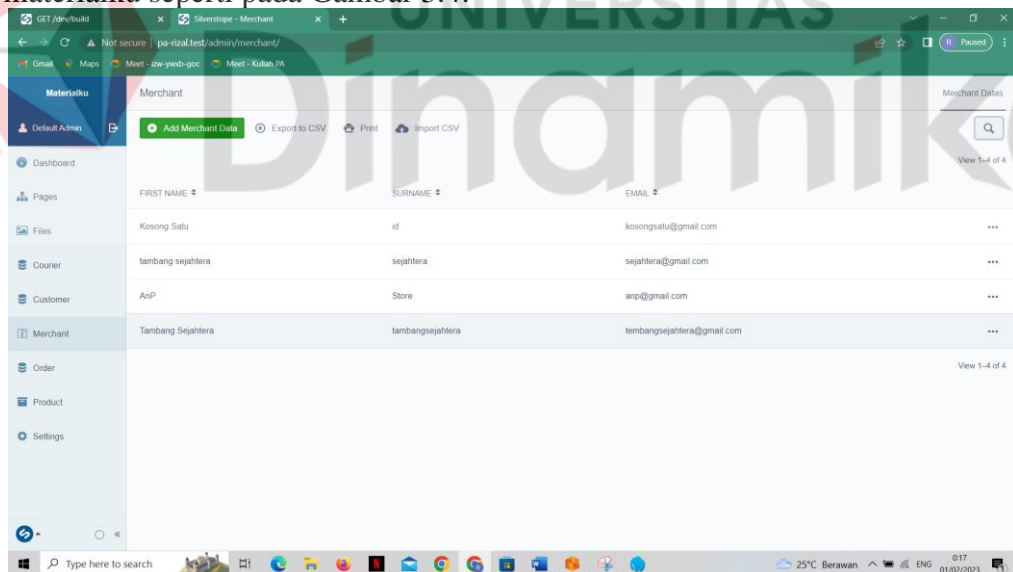 materialku seperti pada Gambar 3.4.
UNIVERSITAS
Dinamika
GET /dev/build
Silverstripe - Merchant
Not secure | pa-rizal.test/admin/merchant/
Paused
Gmail Maps Meet - izw-ywxb-goc Meet - Kuliah PA
Materialku
Merchant
Merchant Datas
Default Admin
Add Merchant Data Export to CSV Print Import CSV
Dashboard
View 1–4 of 4
Pages
FIRST NAME SURNAME EMAIL
Files
Kosong Satu id kosongsatu@gmail.com
Courier
tambang sejahtera sejahtera sejahtera@gmail.com
Customer
AnP Store anp@gmail.com
Merchant
Tambang Sejahtera tambangsejahtera tembangsejahtera@gmail.com
Order
View 1–4 of 4
Product
Settings
Type here to search
25°C Berawan ENG
0:17
01/02/2023